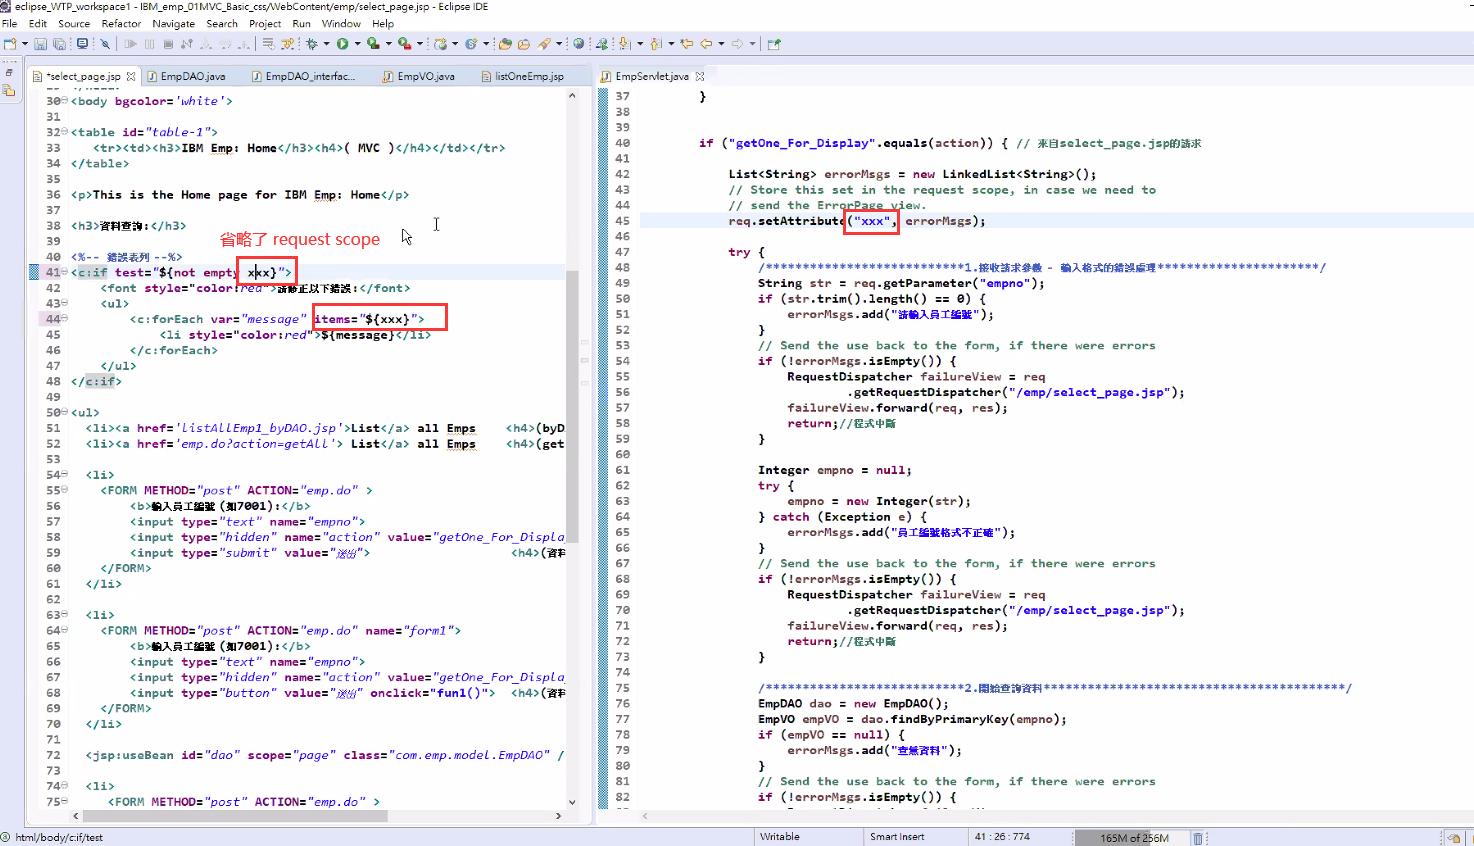 eclipse_WTP_workspace1 - IBM_emp_01MVC_Basic_css/WebContent/emp/select_page.jsp - Eclipse IDE
File Edit Source Refactor Navigate Search Project Run Window Help
*select_page.jsp EmpDAO.java EmpDAO_interfac... EmpVO.java listOneEmp.jsp
30 <body bgcolor='white'>
31
32 <table id="table-1">
33 <tr><td><h3>IBM Emp: Home</h3><h4>( MVC )</h4></td></tr>
34 </table>
35
36 <p>This is the Home page for IBM Emp: Home</p>
37
38 <h3>資料查詢:</h3>
39 省略了 request scope
40 <%-- 錯誤表列 --%>
41 <c:if test="${not empty xxx}">
42 <font style="color:red">請修正以下錯誤:</font>
43 <ul>
44 <c:forEach var="message" items="${xxx}">
45 <li style="color:red">${message}</li>
46 </c:forEach>
47 </ul>
48 </c:if>
49
50 <ul>
51 <li><a href='listAllEmp1_byDAO.jsp'>List</a> all Emps <h4>(byD
52 <li><a href='emp.do?action=getAll'> List</a> all Emps <h4>(get
53
54 <li>
55 <FORM METHOD="post" ACTION="emp.do" >
56 <b>輸入員工編號 (如7001):</b>
57 <input type="text" name="empno">
58 <input type="hidden" name="action" value="getOne_For_Displa
59 <input type="submit" value="送出"> <h4>(資料
60 </FORM>
61 </li>
62
63 <li>
64 <FORM METHOD="post" ACTION="emp.do" name="form1">
65 <b>輸入員工編號 (如7001):</b>
66 <input type="text" name="empno">
67 <input type="hidden" name="action" value="getOne_For_Displa
68 <input type="button" value="送出" onclick="fun1()"> <h4>(資料
69 </FORM>
70 </li>
71
72 <jsp:useBean id="dao" scope="page" class="com.emp.model.EmpDAO" /
73
74 <li>
75 <FORM METHOD="post" ACTION="emp.do" >
EmpServlet.java
37 }
38
39
40 if ("getOne_For_Display".equals(action)) { // 來自select_page.jsp的請求
41
42 List<String> errorMsgs = new LinkedList<String>();
43 // Store this set in the request scope, in case we need to
44 // send the ErrorPage view.
45 req.setAttribute("xxx", errorMsgs);
46
47 try {
48 /***************************1.接收請求參數 - 輸入格式的錯誤處理**********************/
49 String str = req.getParameter("empno");
50 if (str.trim().length() == 0) {
51 errorMsgs.add("請輸入員工編號");
52 }
53 // Send the use back to the form, if there were errors
54 if (!errorMsgs.isEmpty()) {
55 RequestDispatcher failureView = req
56 .getRequestDispatcher("/emp/select_page.jsp");
57 failureView.forward(req, res);
58 return;//程式中斷
59 }
60
61 Integer empno = null;
62 try {
63 empno = new Integer(str);
64 } catch (Exception e) {
65 errorMsgs.add("員工編號格式不正確");
66 }
67 // Send the use back to the form, if there were errors
68 if (!errorMsgs.isEmpty()) {
69 RequestDispatcher failureView = req
70 .getRequestDispatcher("/emp/select_page.jsp");
71 failureView.forward(req, res);
72 return;//程式中斷
73 }
74
75 /***************************2.開始查詢資料*****************************************/
76 EmpDAO dao = new EmpDAO();
77 EmpVO empVO = dao.findByPrimaryKey(empno);
78 if (empVO == null) {
79 errorMsgs.add("查無資料");
80 }
81 // Send the use back to the form, if there were errors
82 if (!errorMsgs.isEmpty()) {
html/body/c:if/test Writable Smart Insert 41 : 26 : 774 165M of 256M